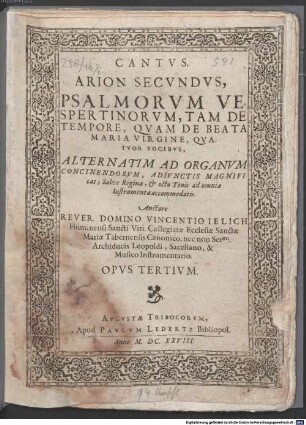 CANTVS.
ARION SECVNDVS,
PSALMORVM VE
SPERTINORVM, TAM DE
TEMPORE, QVAM DE BEATA
MARIA VIRGINE, QVA-
TVOR VOCIBVS,
ALTERNATIM AD ORGANVM
CONCINENDORVM, ADIVNCTIS MAGNIFI
cat, Salve Regina, & octo Tonis ad omnia
Instrumenta accommodatis.
Auctore
REVER. DOMINO VINCENTIO IELICH
Fluminensi Sancti Viti. Collegiatæ Ecclesiæ Sanctæ
Mariæ Tabernensis Canonico, nec non Ser.mi
Archiducis Leopoldi, Sacellano, &
Musico Instrumentario.
OPVS TERTIVM.
AVGVSTÆ TRIBOCORVM,
Apud PAVLVM LEDERTZ Bibliopol.
Anno M. DC. XXVIII.